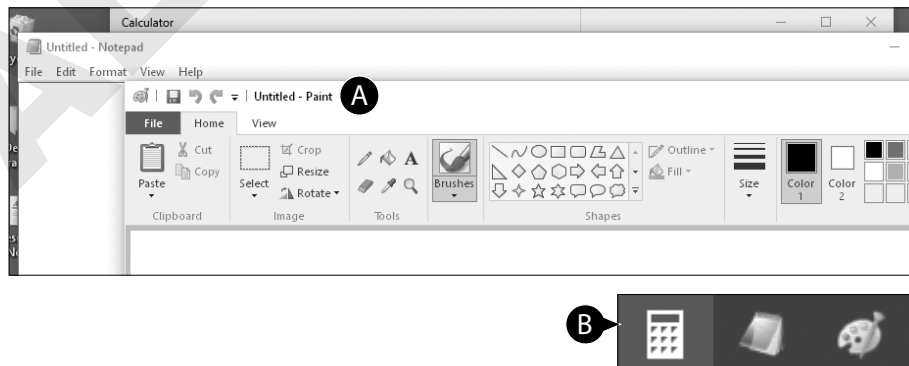 Calculator
Untitled - Notepad
File Edit Format View Help
Untitled - Paint
A
File Home View
Paste
Cut
Copy
Clipboard
Select
Crop
Resize
Rotate
Image
Tools
Brushes
Shapes
Outline
Fill
Size
Color 1
Color 2
B